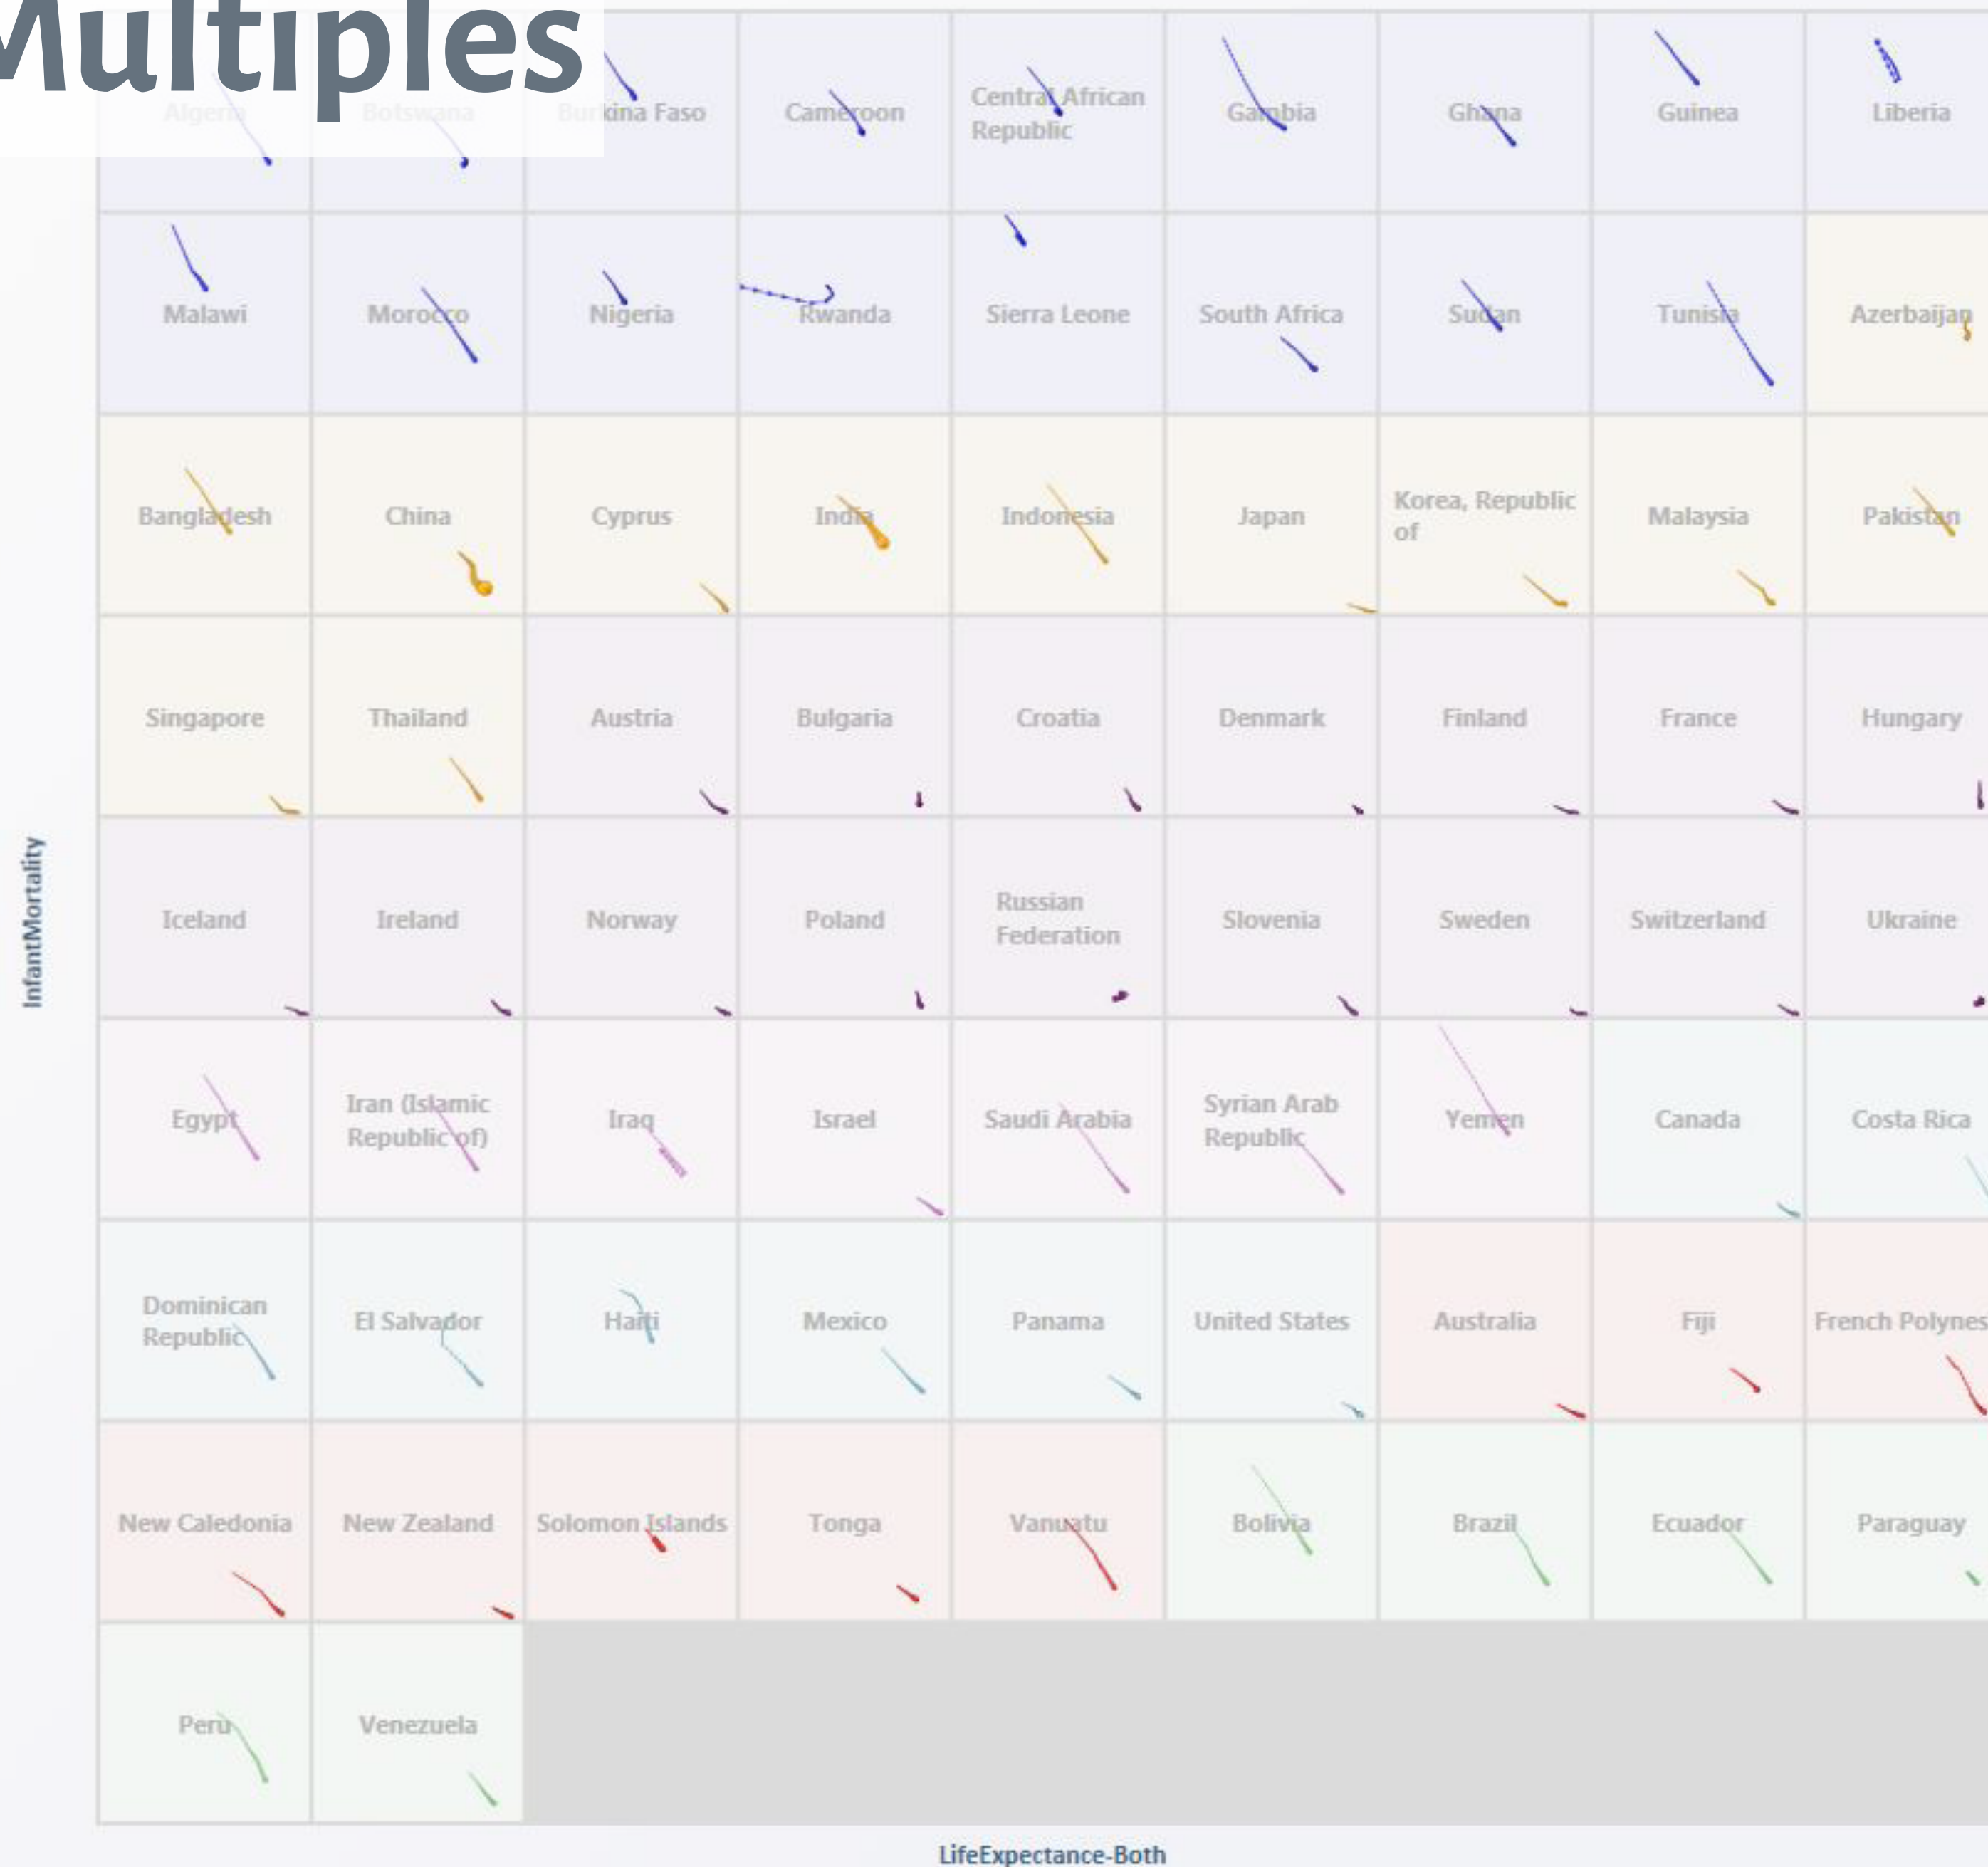 Multiples
Algeria
Botswana
Burkina Faso
Cameroon
Central African
Republic
Gambia
Ghana
Guinea
Liberia
Malawi
Morocco
Nigeria
Rwanda
Sierra Leone
South Africa
Sudan
Tunisia
Azerbaijan
Bangladesh
China
Cyprus
India
Indonesia
Japan
Korea, Republic
of
Malaysia
Pakistan
Singapore
Thailand
Austria
Bulgaria
Croatia
Denmark
Finland
France
Hungary
Iceland
Ireland
Norway
Poland
Russian
Federation
Slovenia
Sweden
Switzerland
Ukraine
InfantMortality
Egypt
Iran (Islamic
Republic of)
Iraq
Israel
Saudi Arabia
Syrian Arab
Republic
Yemen
Canada
Costa Rica
Dominican
Republic
El Salvador
Haiti
Mexico
Panama
United States
Australia
Fiji
French Polynes
New Caledonia
New Zealand
Solomon Islands
Tonga
Vanuatu
Bolivia
Brazil
Ecuador
Paraguay
Peru
Venezuela
LifeExpectance-Both